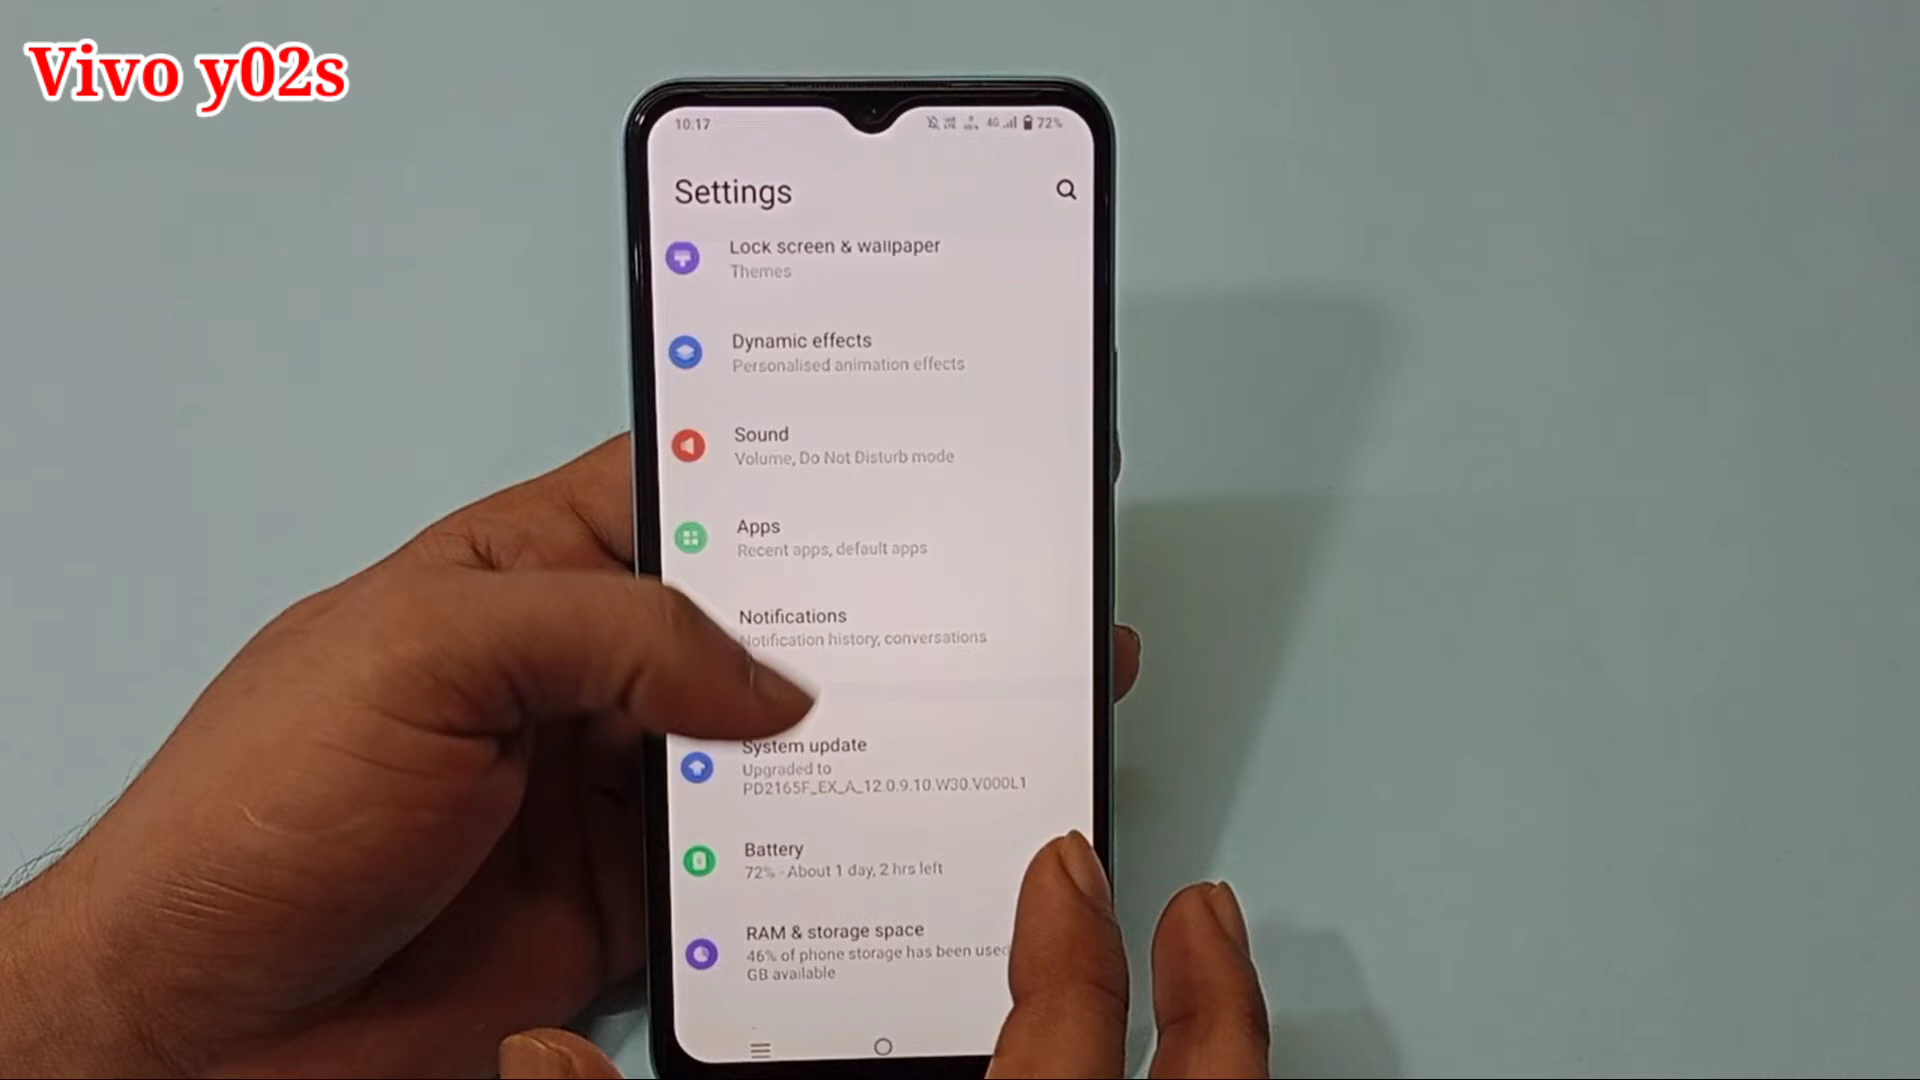 Vivo y02s
10:17
4G 72%
Settings
Lock screen & wallpaper
Themes
Dynamic effects
Personalised animation effects
Sound
Volume, Do Not Disturb mode
Apps
Recent apps, default apps
Notifications
Notification history, conversations
System update
Upgraded to
PD2165F_EX_A_12.0.9.10.W30.V000L1
Battery
72% - About 1 day, 2 hrs left
RAM & storage space
46% of phone storage has been used
GB available